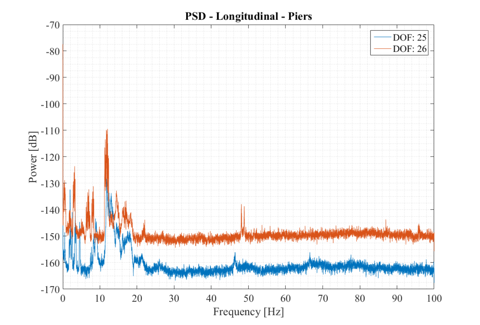 PSD - Longitudinal - Piers
-70
-80
-90
-100
-110
-120
-130
-140
-150
-160
-170
Power [dB]
DOF: 25
DOF: 26
0 10 20 30 40 50 60 70 80 90 100
Frequency [Hz]